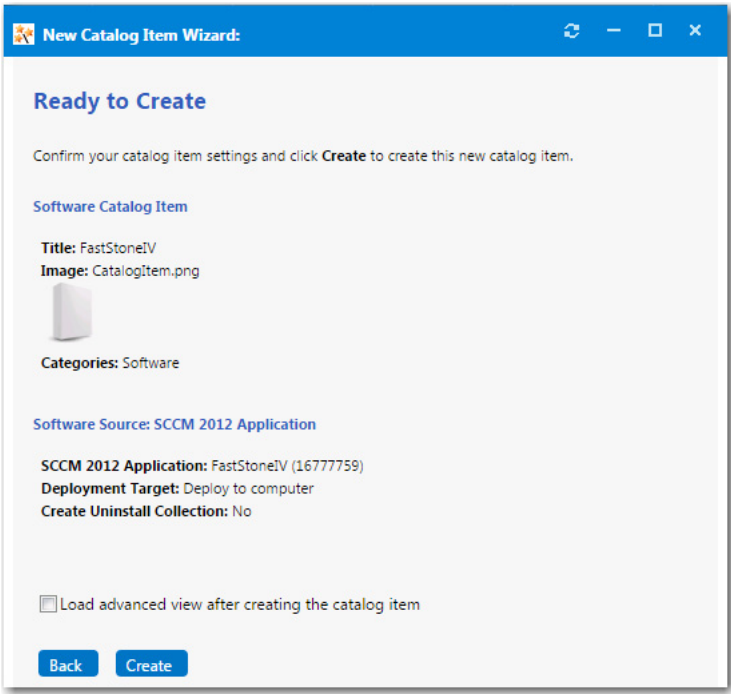 New Catalog Item Wizard:
Ready to Create
Confirm your catalog item settings and click Create to create this new catalog item.
Software Catalog Item
Title: FastStoneIV
Image: CatalogItem.png
Categories: Software
Software Source: SCCM 2012 Application
SCCM 2012 Application: FastStoneIV (16777759)
Deployment Target: Deploy to computer
Create Uninstall Collection: No
Load advanced view after creating the catalog item
Back Create